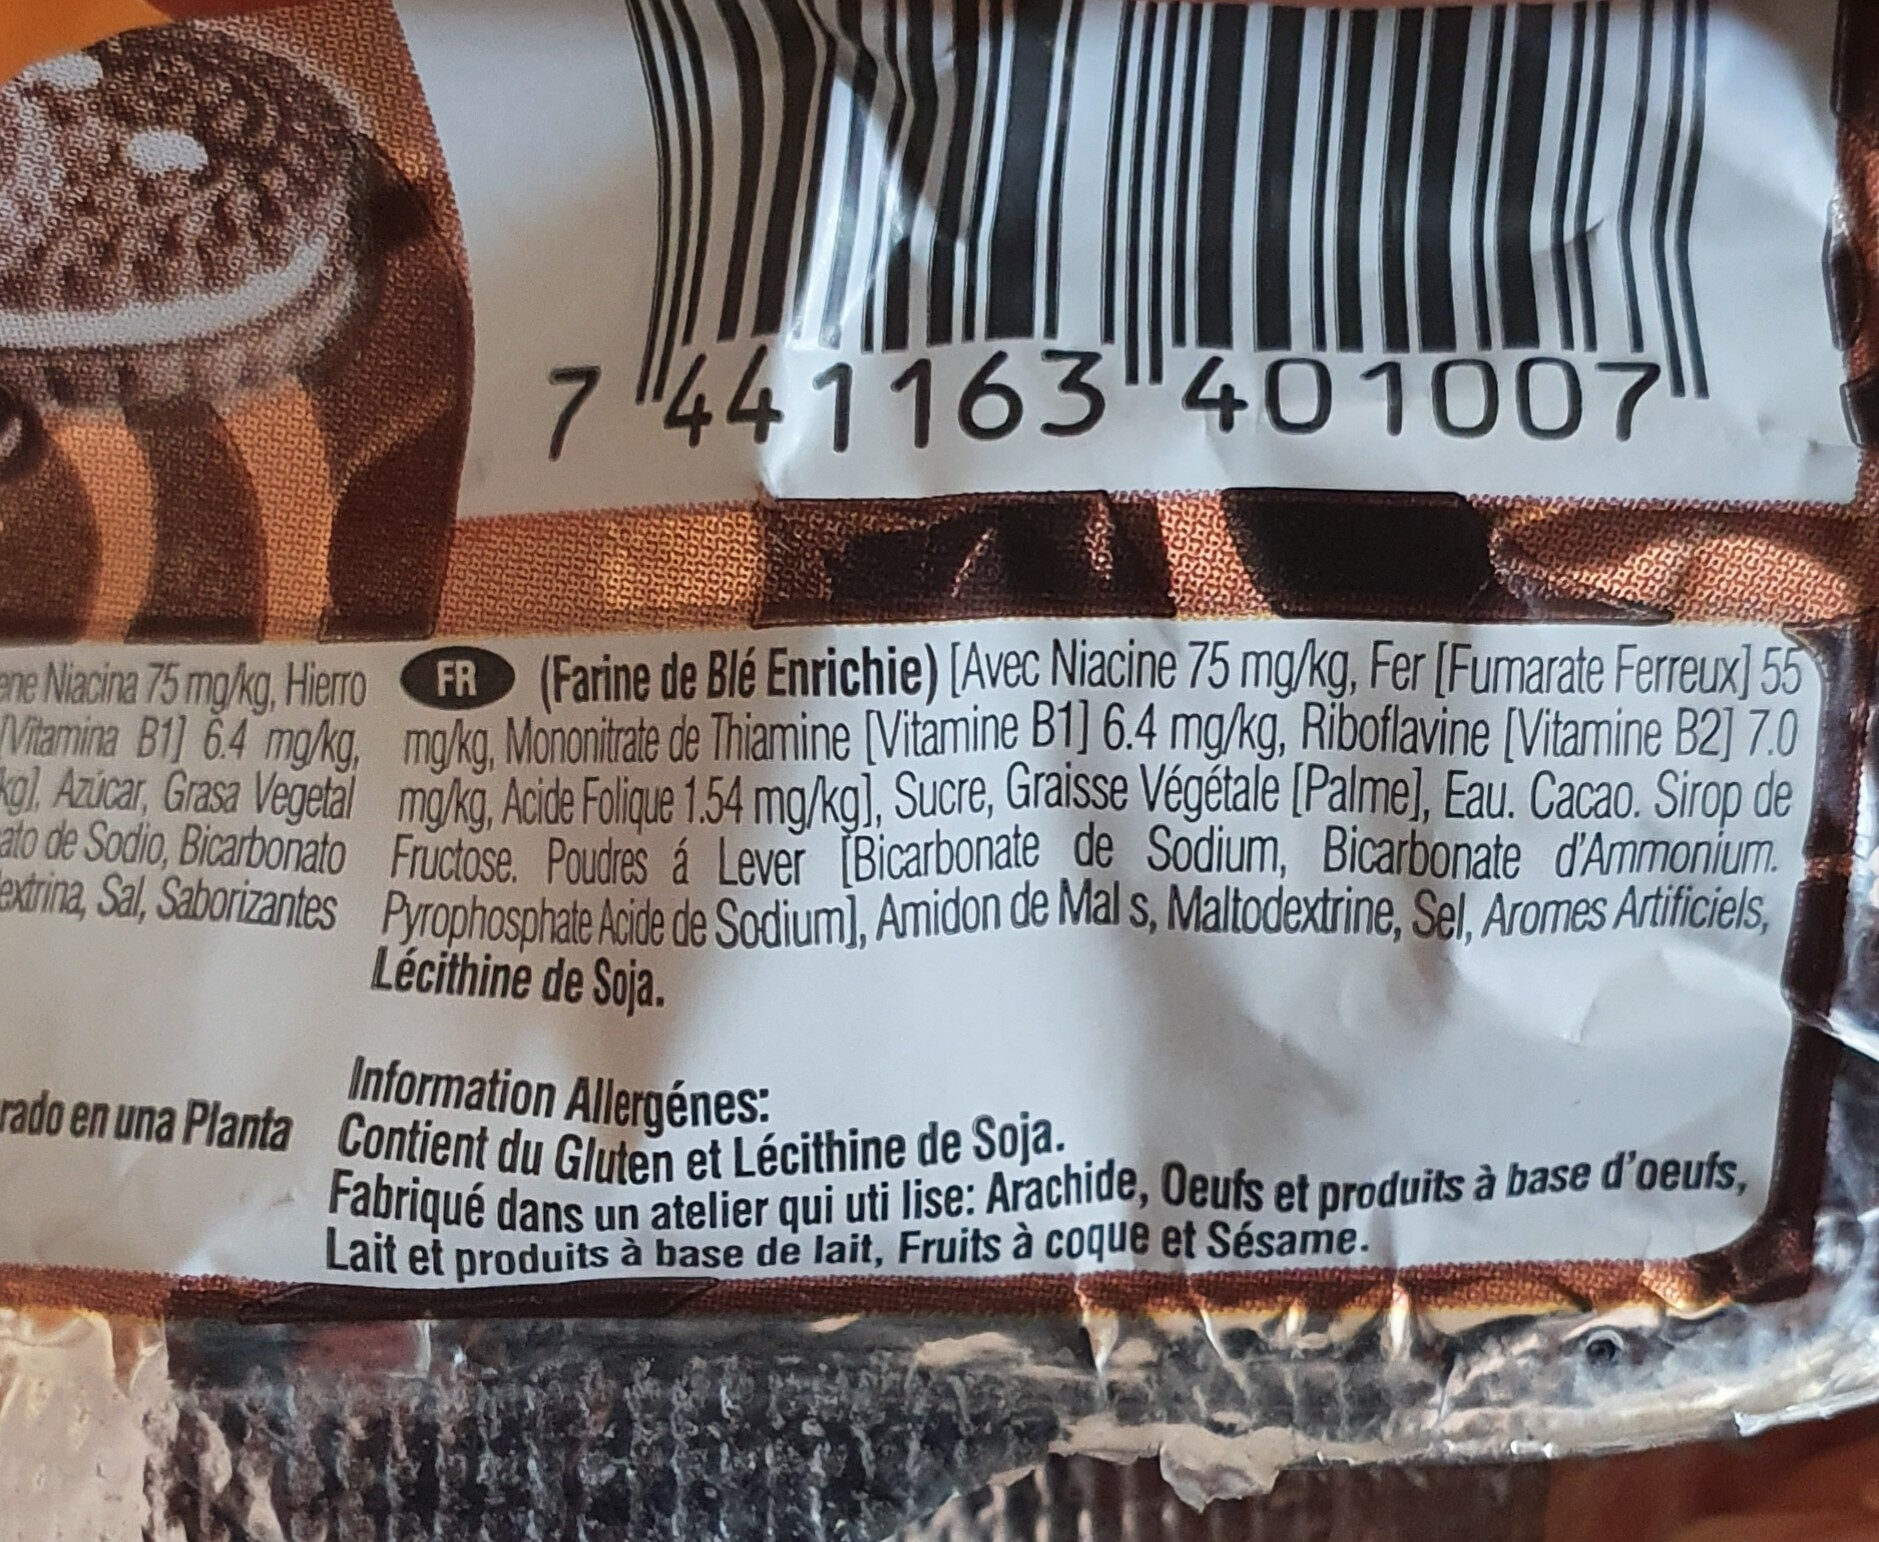 7 441163 401007
ene Niacina 75 mg/kg, Hierro
[Vitamina B1] 6.4 mg/kg,
kg], Azúcar, Grasa Vegetal
ato de Sodio, Bicarbonato
extrina, Sal, Saborizantes
rado en una Planta
FR (Farine de Blé Enrichie) [Avec Niacine 75 mg/kg, Fer [Fumarate Ferreux] 55
mg/kg, Mononitrate de Thiamine [Vitamine B1] 6.4 mg/kg, Riboflavine [Vitamine B2] 7.0
mg/kg, Acide Folique 1.54 mg/kg], Sucre, Graisse Végétale [Palme], Eau. Cacao. Sirop de
Fructose. Poudres á Lever [Bicarbonate de Sodium, Bicarbonate d'Ammonium.
Pyrophosphate Acide de Sodium], Amidon de Mal s, Maltodextrine, Sel, Aromes Artificiels,
Lécithine de Soja.
Information Allergénes:
Contient du Gluten et Lécithine de Soja.
Fabriqué dans un atelier qui uti lise: Arachide, Oeufs et produits à base d'oeufs,
Lait et produits à base de lait, Fruits à coque et Sésame.